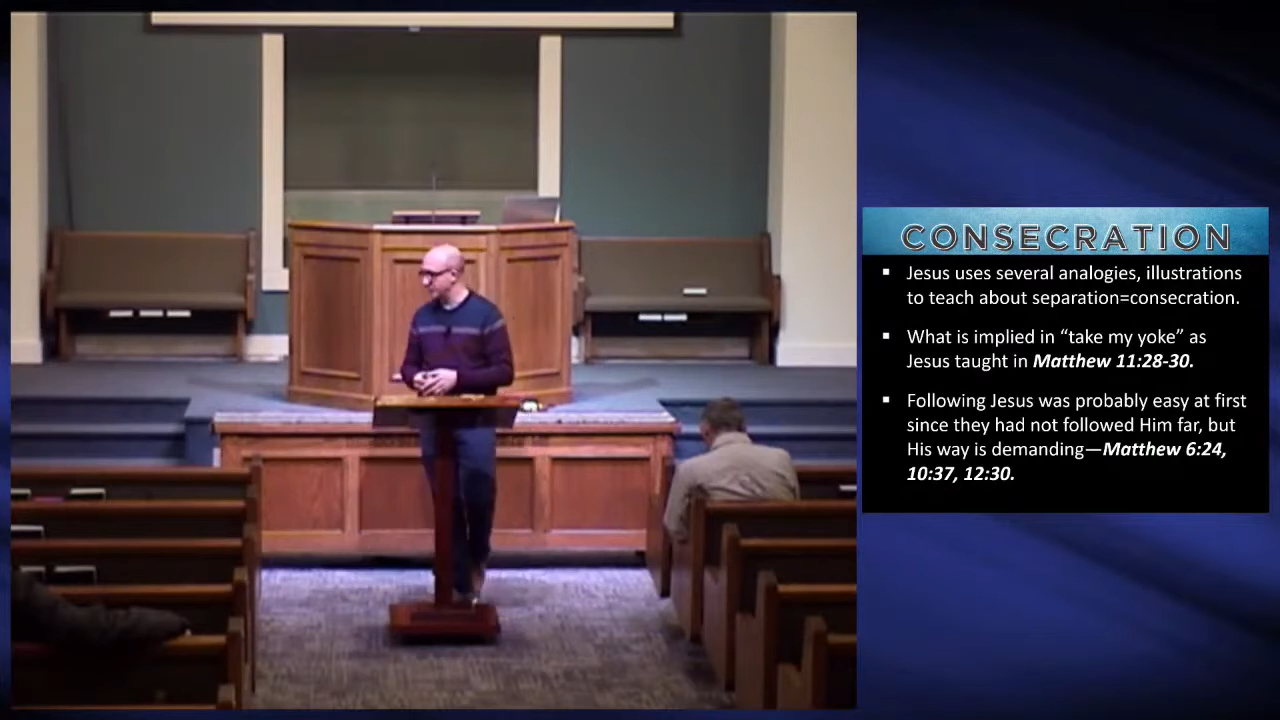 CONSECRATION
▪ Jesus uses several analogies, illustrations
to teach about separation=consecration.
▪ What is implied in “take my yoke” as
Jesus taught in Matthew 11:28-30.
▪ Following Jesus was probably easy at first
since they had not followed Him far, but
His way is demanding—Matthew 6:24,
10:37, 12:30.